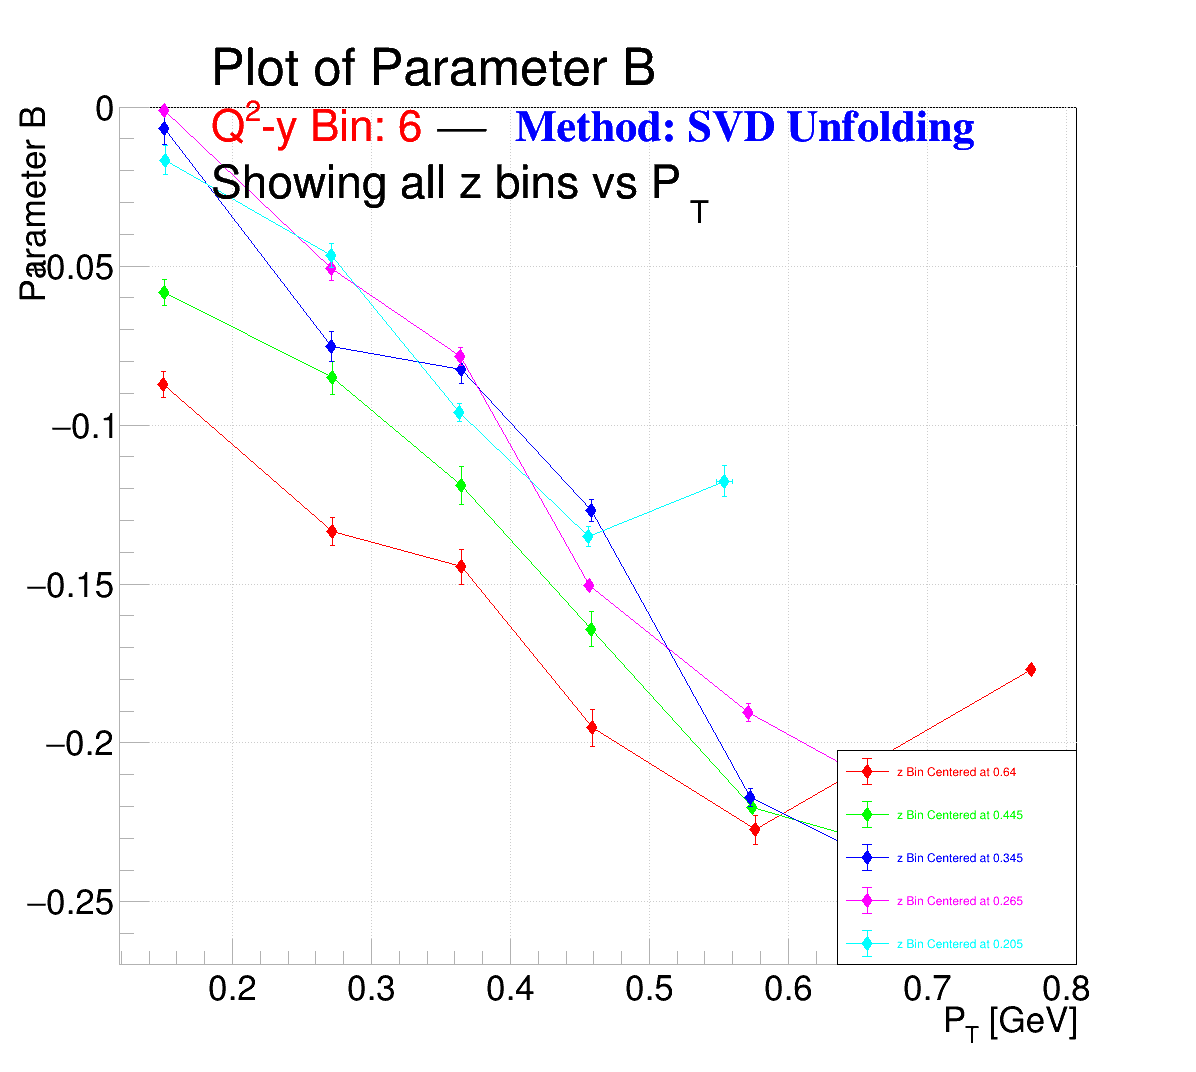 Plot of Parameter B
Q²-y Bin: 6 — Method: SVD Unfolding
Showing all z bins vs P_T
Parameter B
0
0.05
−0.1
−0.15
−0.2
−0.25
z Bin Centered at 0.64
z Bin Centered at 0.445
z Bin Centered at 0.345
z Bin Centered at 0.265
z Bin Centered at 0.205
0.2 0.3 0.4 0.5 0.6 0.7 0.8
P_T [GeV]